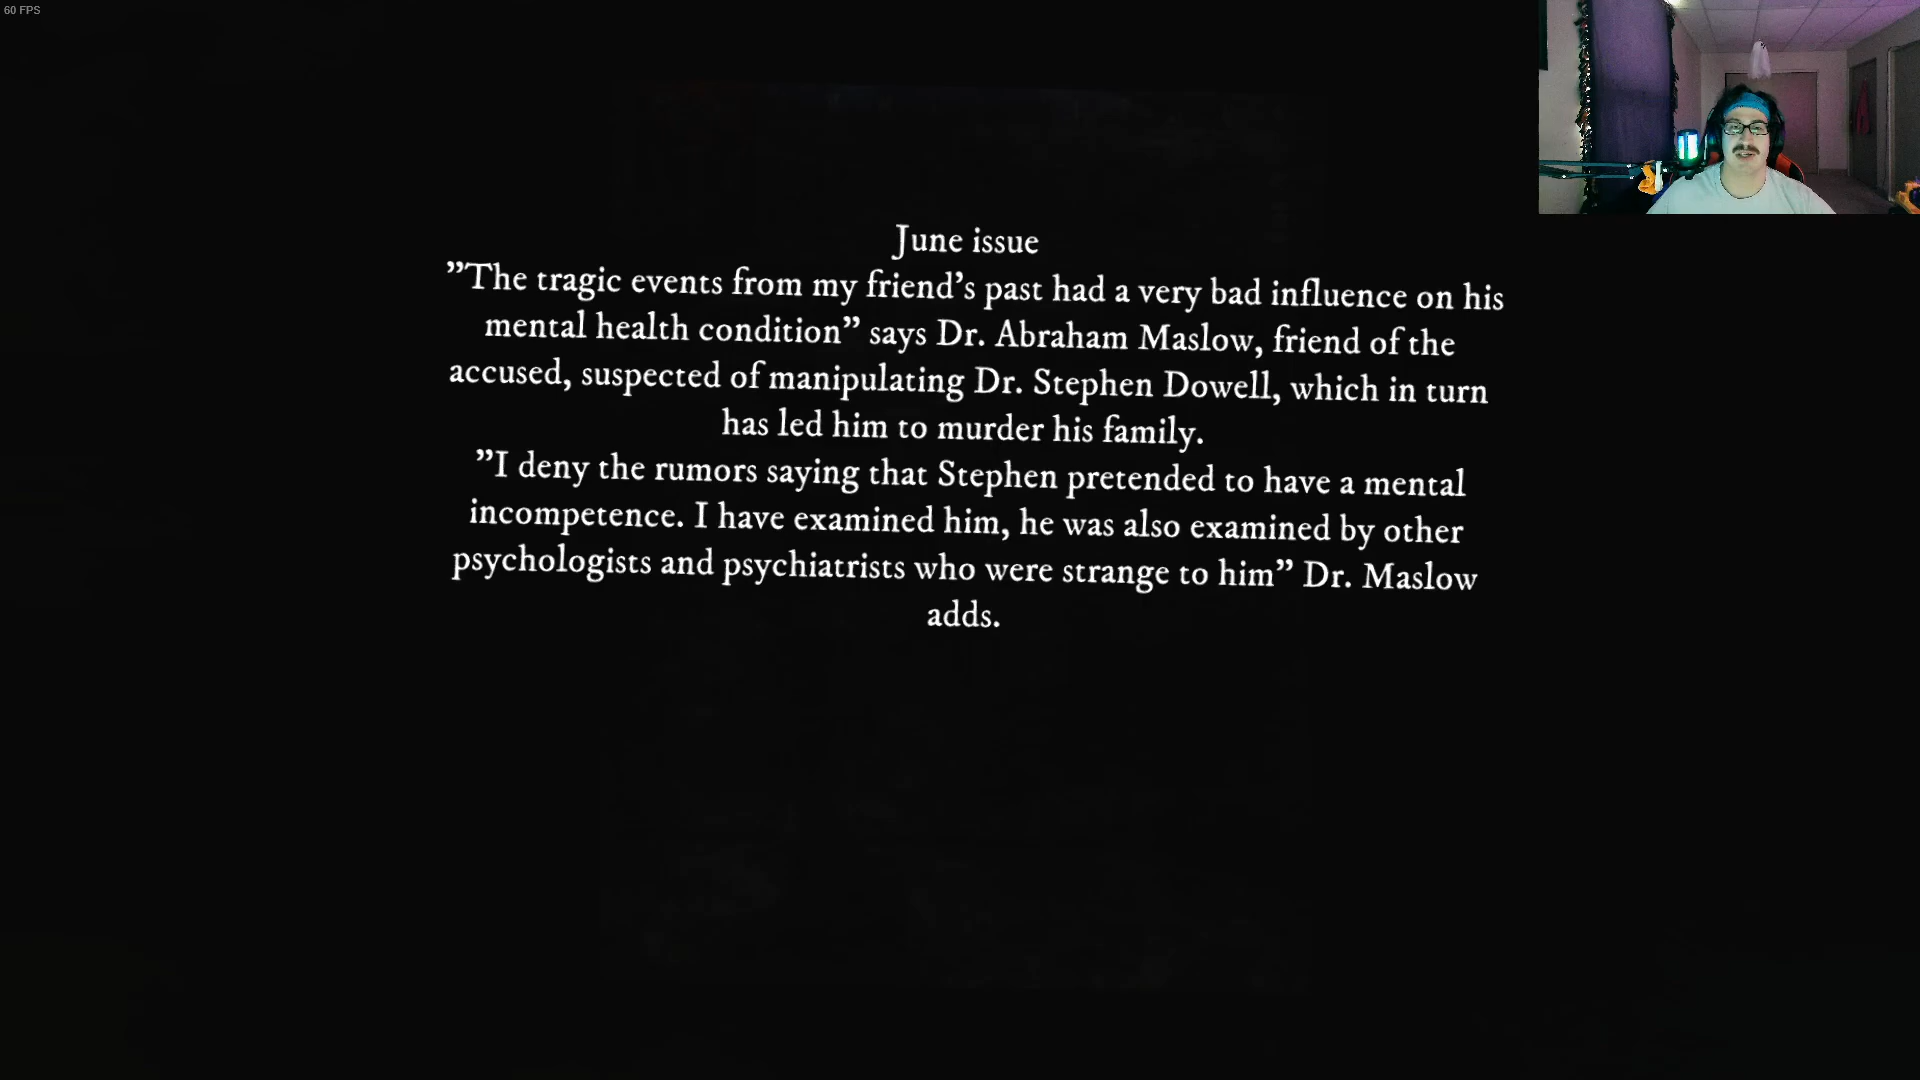 60 FPS
June issue
”The tragic events from my friend’s past had a very bad influence on his
mental health condition” says Dr. Abraham Maslow, friend of the
accused, suspected of manipulating Dr. Stephen Dowell, which in turn
has led him to murder his family.
”I deny the rumors saying that Stephen pretended to have a mental
incompetence. I have examined him, he was also examined by other
psychologists and psychiatrists who were strange to him” Dr. Maslow
adds.